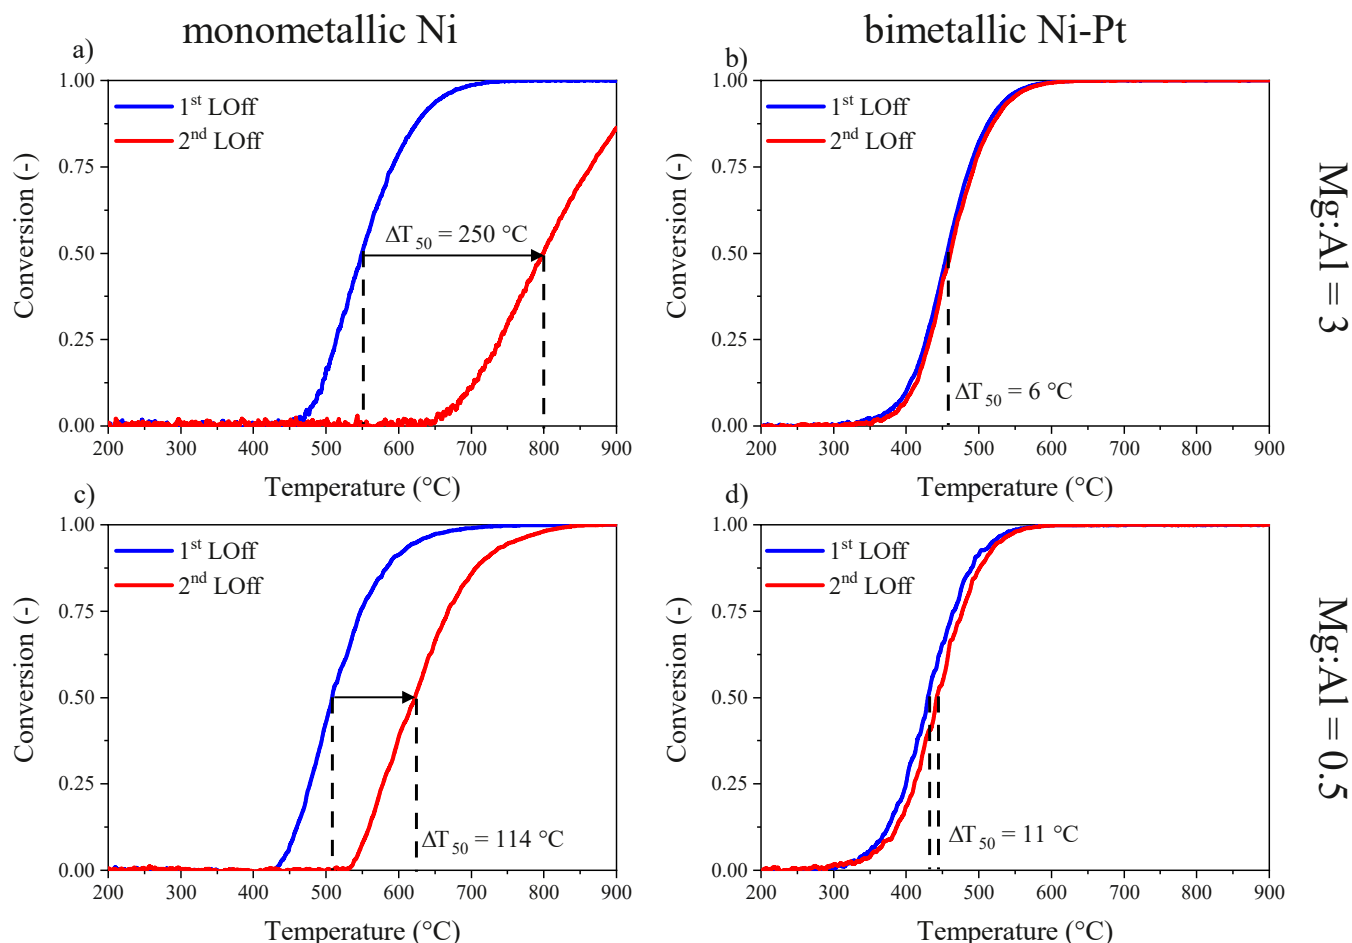 monometallic Ni
bimetallic Ni-Pt
a)
1.00
0.75
0.50
0.25
0.00
Conversion (-)
1st LOff
2nd LOff
ΔT50 = 250 °C
200 300 400 500 600 700 800 900
Temperature (°C)
b)
1.00
0.75
0.50
0.25
0.00
Conversion (-)
1st LOff
2nd LOff
ΔT50 = 6 °C
200 300 400 500 600 700 800 900
Temperature (°C)
Mg:Al = 3
c)
1.00
0.75
0.50
0.25
0.00
Conversion (-)
1st LOff
2nd LOff
ΔT50 = 114 °C
200 300 400 500 600 700 800 900
Temperature (°C)
d)
1.00
0.75
0.50
0.25
0.00
Conversion (-)
1st LOff
2nd LOff
ΔT50 = 11 °C
200 300 400 500 600 700 800 900
Temperature (°C)
Mg:Al = 0.5